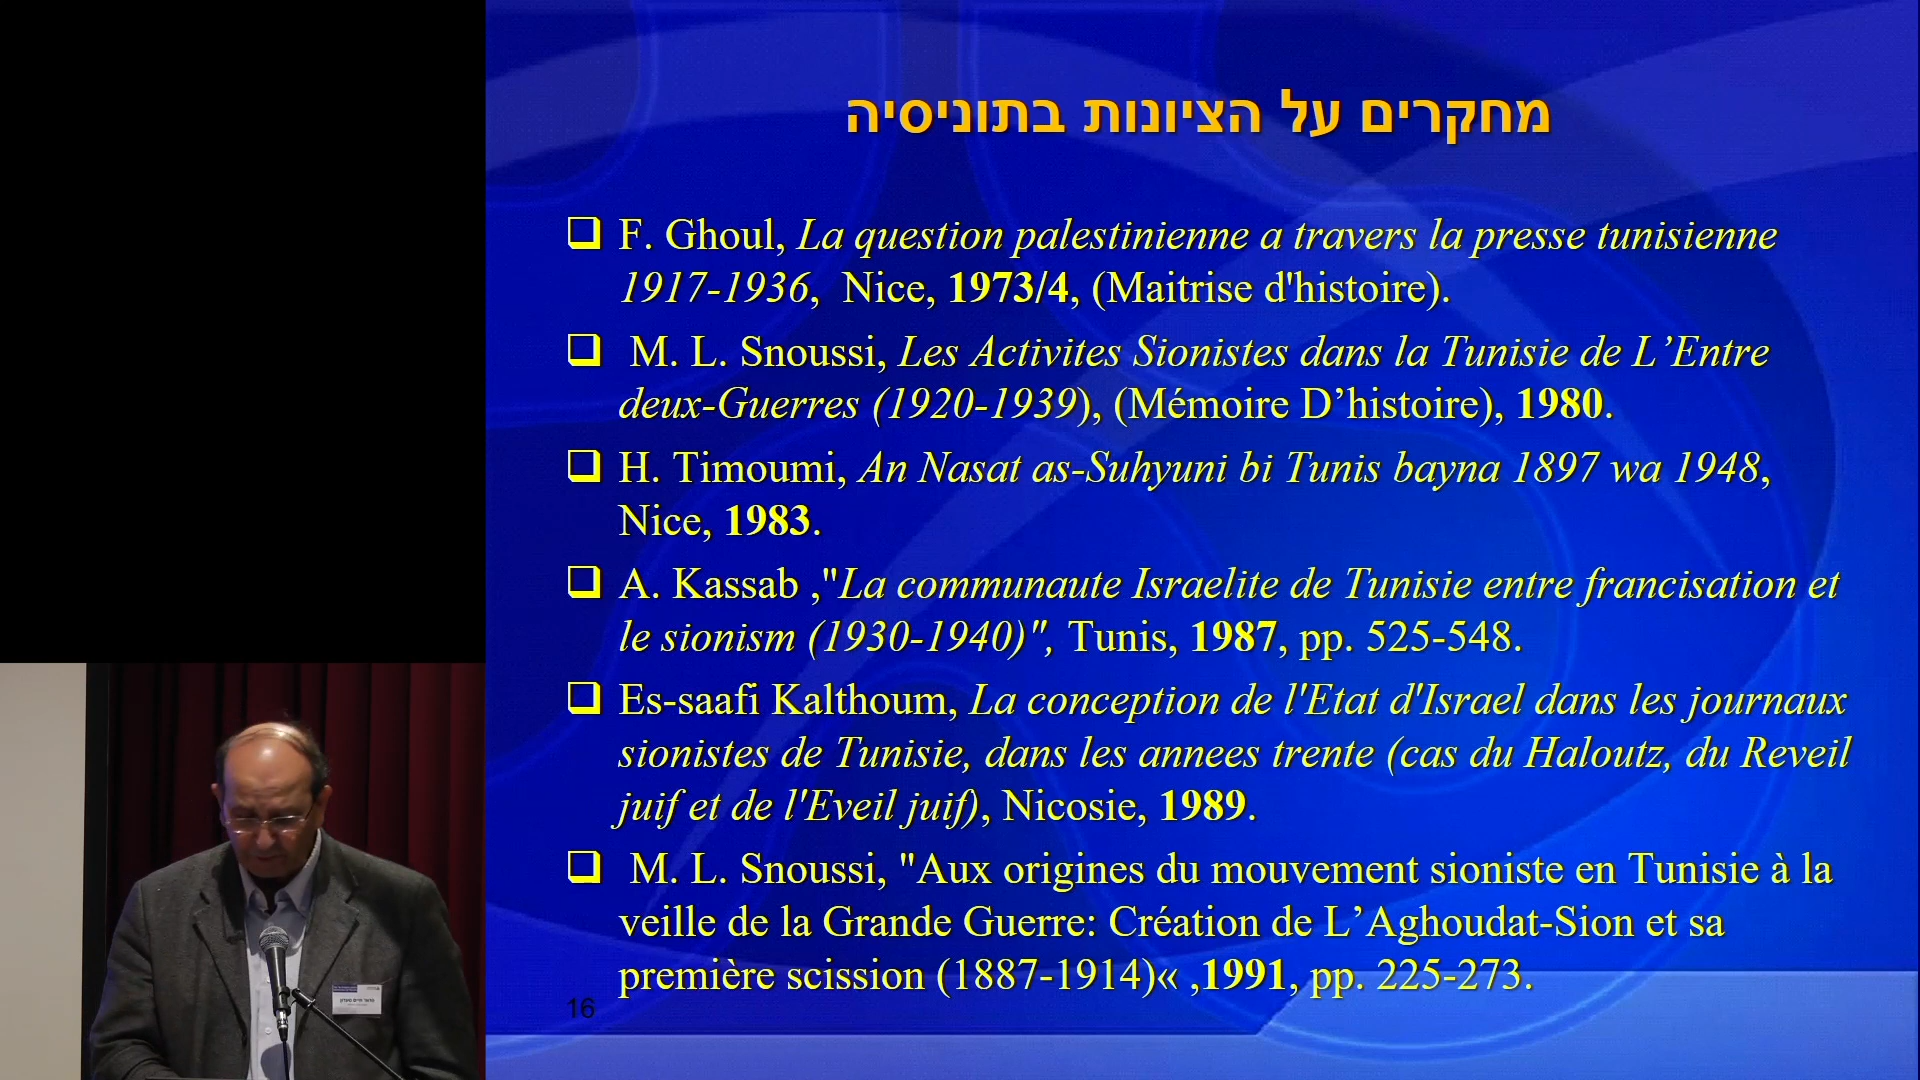 מחקרים על הציונות בתוניסיה
❑ F. Ghoul, La question palestinienne a travers la presse tunisienne
1917-1936,  Nice, 1973/4, (Maitrise d'histoire).
❑ M. L. Snoussi, Les Activites Sionistes dans la Tunisie de L’Entre
deux-Guerres (1920-1939), (Mémoire D’histoire), 1980.
❑ H. Timoumi, An Nasat as-Suhyuni bi Tunis bayna 1897 wa 1948,
Nice, 1983.
❑ A. Kassab ,"La communaute Israelite de Tunisie entre francisation et
le sionism (1930-1940)", Tunis, 1987, pp. 525-548.
❑ Es-saafi Kalthoum, La conception de l'Etat d'Israel dans les journaux
sionistes de Tunisie, dans les annees trente (cas du Haloutz, du Reveil
juif et de l'Eveil juif), Nicosie, 1989.
❑ M. L. Snoussi, "Aux origines du mouvement sioniste en Tunisie à la
veille de la Grande Guerre: Création de L’Aghoudat-Sion et sa
première scission (1887-1914)« ,1991, pp. 225-273.
16